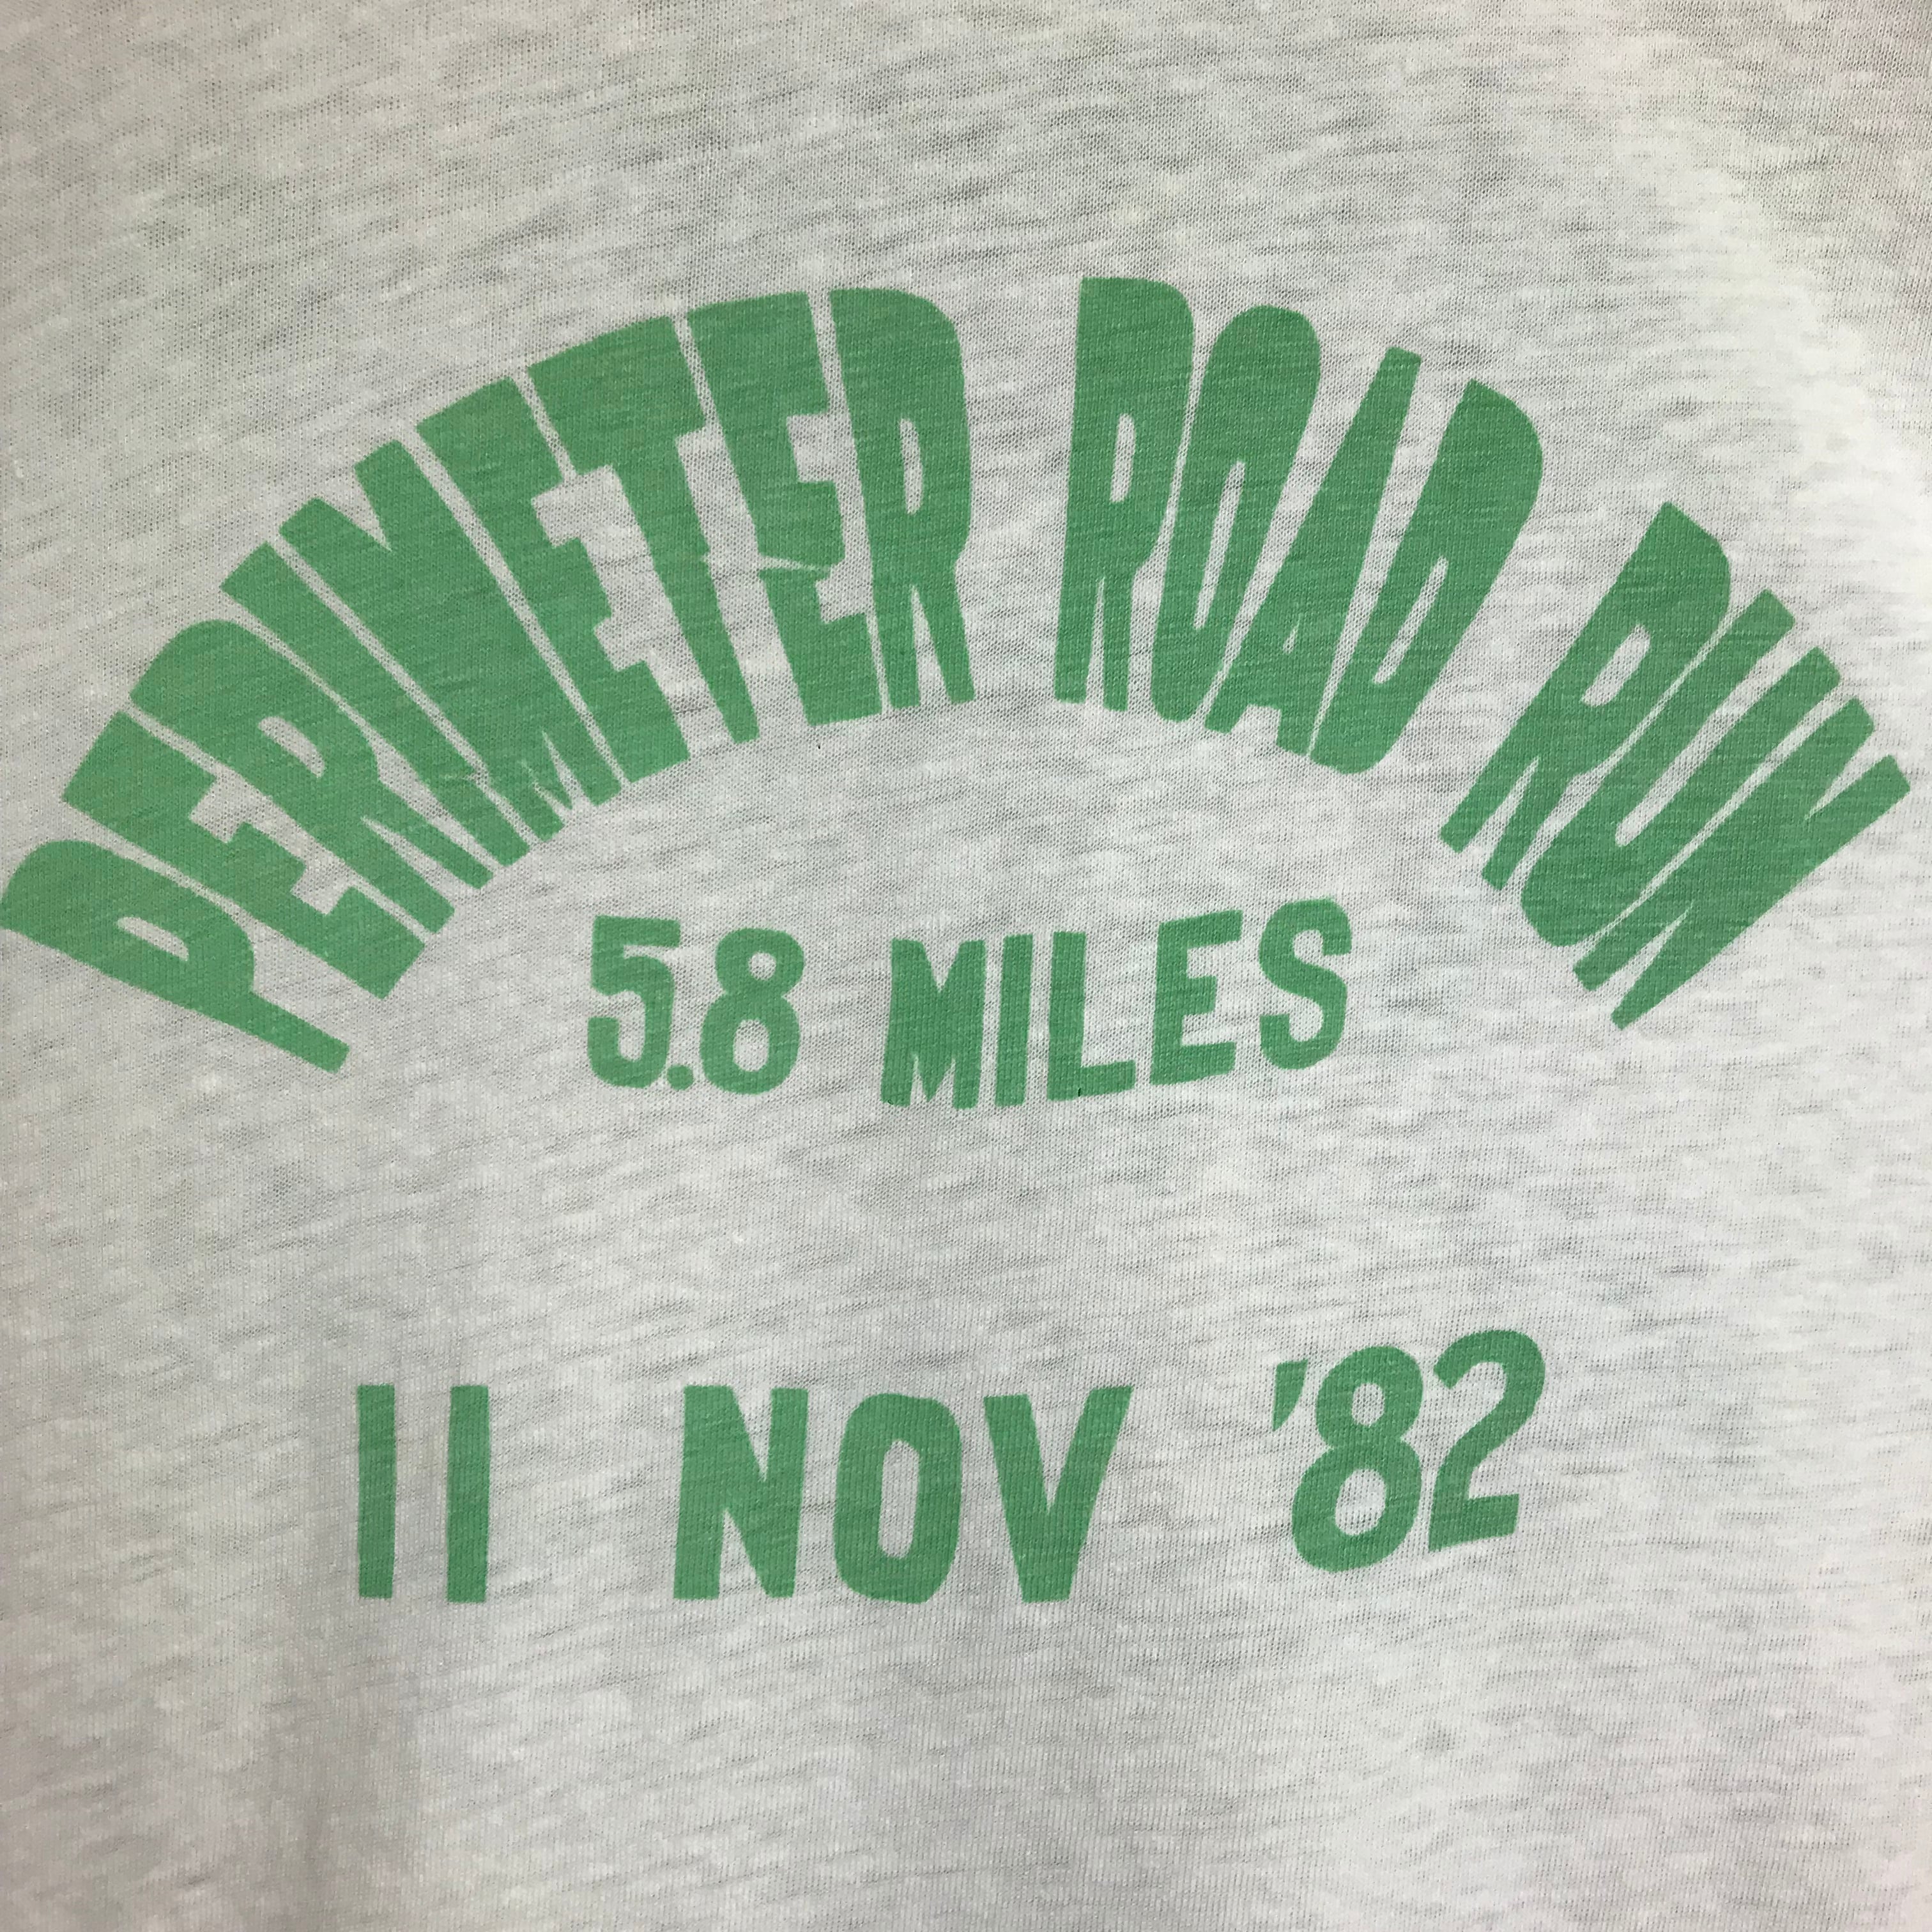 PERIMETER ROAD RUN
5.8 MILES
11 NOV '82